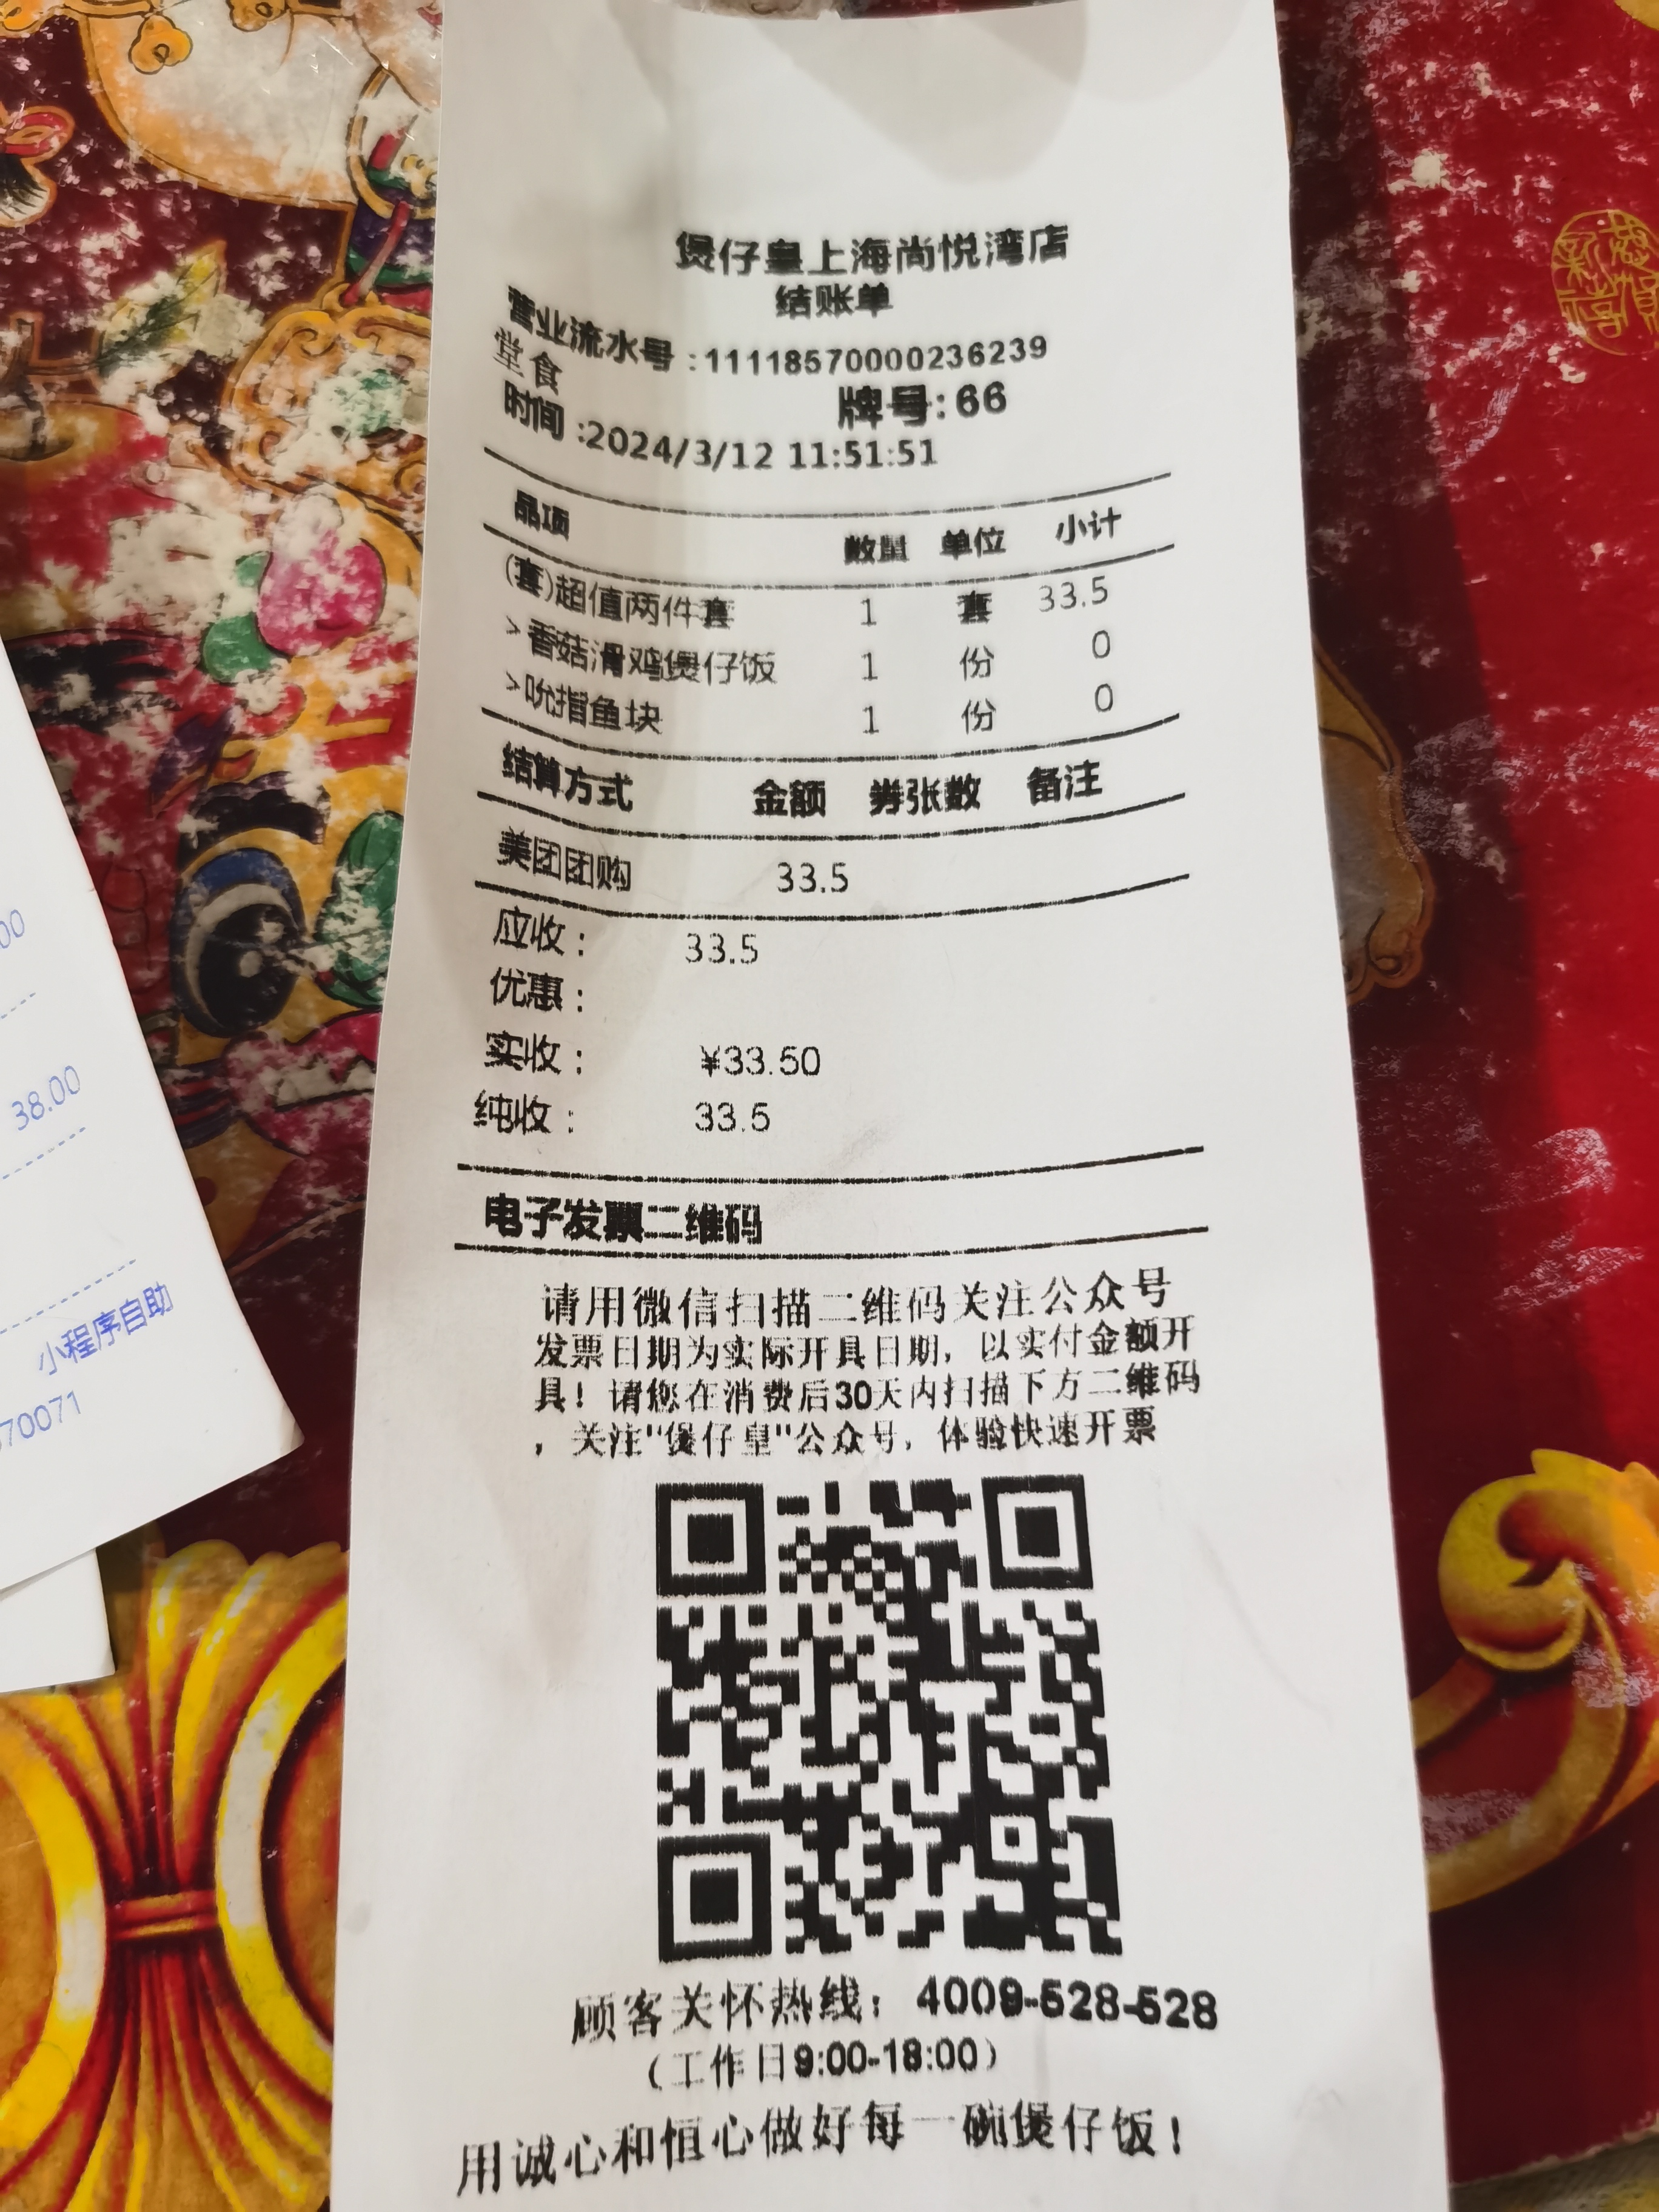 煲仔皇上海尚悦湾店
结账单
营业流水号:11118570000236239
堂食 牌号:66
时间:2024/3/12 11:51:51
品项 数量 单位 小计
(套)超值两件套 1 套 33.5
>香菇滑鸡煲仔饭 1 份 0
>吮指鱼块 1 份 0
结算方式 金额 券张数 备注
美团团购 33.5
应收: 33.5
优惠:
实收: ¥33.50
纯收: 33.5
电子发票二维码
请用微信扫描二维码关注公众号
发票日期为实际开具日期,以实付金额开
具!请您在消费后30天内扫描下方二维码
,关注"煲仔皇"公众号,体验快速开票
顾客关怀热线:4009-528-528
(工作日9:00-18:00)
用诚心和恒心做好每一碗煲仔饭!
00
38.00
小程序自助
70071